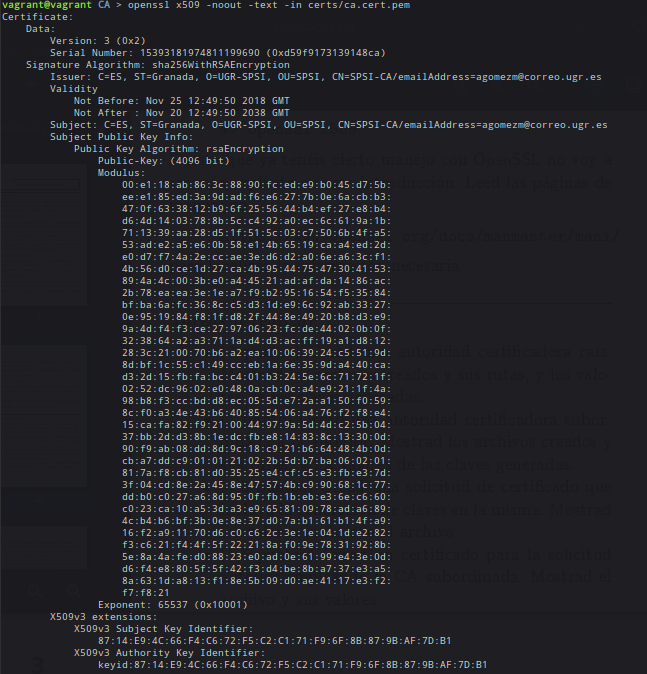 vagrant@vagrant CA > openssl x509 -noout -text -in certs/ca.cert.pem
Certificate:
Data:
Version: 3 (0x2)
Serial Number: 15393181974811199690 (0xd59f9173139148ca)
Signature Algorithm: sha256WithRSAEncryption
Issuer: C=ES, ST=Granada, O=UGR-SPSI, OU=SPSI, CN=SPSI-CA/emailAddress=agomezm@correo.ugr.es
Validity
Not Before: Nov 25 12:49:50 2018 GMT
Not After : Nov 20 12:49:50 2038 GMT
Subject: C=ES, ST=Granada, O=UGR-SPSI, OU=SPSI, CN=SPSI-CA/emailAddress=agomezm@correo.ugr.es
Subject Public Key Info:
Public Key Algorithm: rsaEncryption
Public-Key: (4096 bit)
Modulus:
00:e1:18:ab:86:3c:88:90:fc:ed:e9:b0:45:d7:5b:
ee:e1:85:ed:3a:9d:ad:f6:e6:27:7b:0e:6a:cb:b3:
47:0f:63:38:12:b9:6f:25:56:44:b4:ef:27:e8:b4:
d6:4d:14:03:78:8b:5c:c4:92:a0:ec:6c:61:9a:1b:
71:13:39:aa:28:d5:1f:51:5c:03:c7:50:6b:4f:a5:
53:ad:e2:a5:e6:0b:58:e1:4b:65:19:ca:a4:ed:2d:
e0:d7:f7:4a:2e:cc:ae:3e:d6:d2:a0:6e:a6:3c:f1:
4b:56:d0:ce:1d:27:ca:4b:95:44:75:47:30:41:53:
89:4a:4c:00:3b:e0:a4:45:21:ad:af:da:14:86:ac:
2b:78:ea:ea:3e:1e:a7:f9:b2:95:16:54:f5:35:84:
bf:ba:6a:fc:36:8c:c5:d3:1d:e9:6c:92:ab:33:27:
0e:95:19:84:f8:1f:d8:2f:44:8e:49:20:b8:d3:e9:
9a:4d:f4:f3:ce:27:97:06:23:fc:de:44:02:0b:0f:
32:38:64:a2:a3:71:1a:d4:d3:ac:ff:19:a1:d8:12:
28:3c:21:00:70:b6:a2:ea:10:06:39:24:c5:51:9d:
8d:bf:1c:55:c1:49:cc:eb:1a:6e:35:9d:a4:40:ca:
d3:2d:15:fb:fa:bc:c4:01:b3:24:5e:6c:71:72:1f:
02:52:dc:96:02:e0:48:0a:cb:0c:a4:e9:21:1f:4a:
98:b8:f3:cc:bd:d8:ec:05:5d:e7:2a:a1:50:f0:59:
8c:f0:a3:4e:43:b6:40:85:54:06:a4:76:f2:f8:e4:
15:ca:fa:82:f9:21:00:44:97:9a:5d:4d:c2:5b:04:
37:bb:2d:d3:8b:1e:dc:fb:e8:14:83:8c:13:30:0d:
90:f9:ab:08:dd:8d:9c:18:c9:21:b6:64:48:4b:0d:
cb:a7:dd:c9:01:01:21:02:2b:5d:b7:ba:06:02:01:
81:7a:f8:cb:81:d0:35:25:e4:cf:c5:e3:fb:e3:7d:
3f:04:cd:8e:2a:45:8e:47:57:4b:c9:90:68:1c:77:
dd:b0:c0:27:a6:8d:95:0f:fb:1b:eb:e3:6e:c6:60:
c0:23:ca:10:a5:3d:a3:e9:65:81:09:78:ad:a6:89:
4c:b4:b6:bf:3b:0e:8e:37:d0:7a:b1:61:b1:4f:a9:
16:f2:a9:11:70:d6:c0:c6:2c:3e:1e:04:1d:e2:82:
f3:c6:21:f4:4f:5f:22:21:8a:f0:9e:78:31:92:8b:
5e:8a:4a:fe:d0:88:23:e0:ad:0e:61:99:e4:3e:0d:
d6:f4:e8:80:5f:5f:42:f3:d4:be:8b:a7:37:e3:a5:
8a:63:1d:a8:13:f1:8e:5b:09:d0:ae:41:17:e3:f2:
f7:f8:21
Exponent: 65537 (0x10001)
X509v3 extensions:
X509v3 Subject Key Identifier:
87:14:E9:4C:66:F4:C6:72:F5:C2:C1:71:F9:6F:8B:87:9B:AF:7D:B1
X509v3 Authority Key Identifier:
keyid:87:14:E9:4C:66:F4:C6:72:F5:C2:C1:71:F9:6F:8B:87:9B:AF:7D:B1